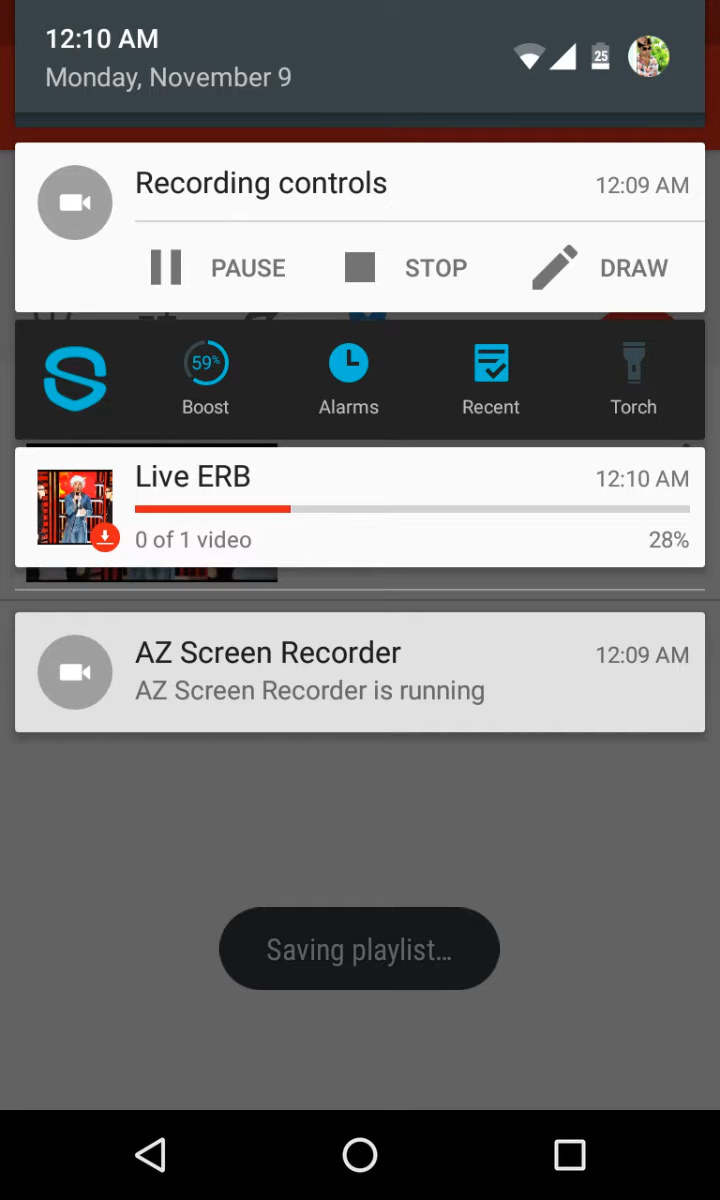 12:10 AM
Monday, November 9
25
Recording controls 12:09 AM
PAUSE STOP DRAW
59%
Boost Alarms Recent Torch
Live ERB 12:10 AM
0 of 1 video 28%
AZ Screen Recorder 12:09 AM
AZ Screen Recorder is running
Saving playlist…